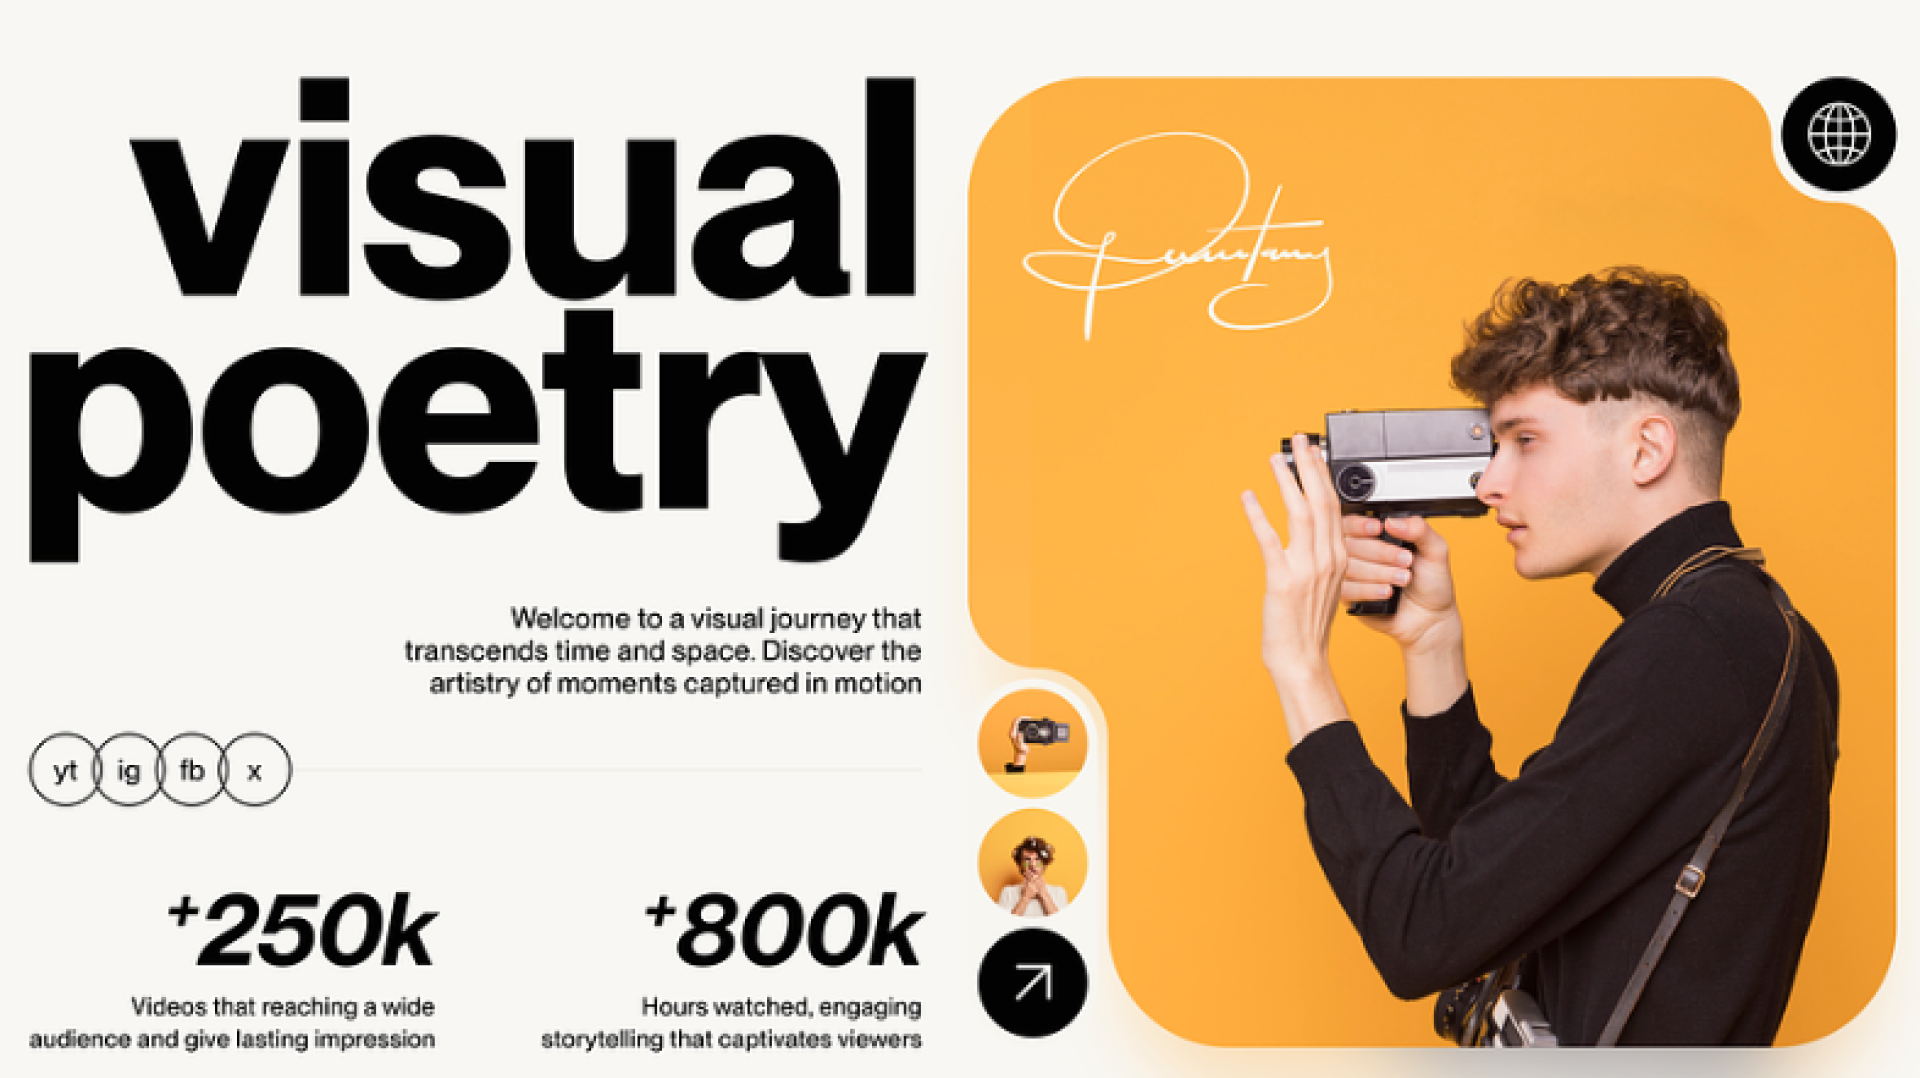 visual
poetry
Welcome to a visual journey that
transcends time and space. Discover the
artistry of moments captured in motion
yt ig fb x
+250k
Videos that reaching a wide
audience and give lasting impression
+800k
Hours watched, engaging
storytelling that captivates viewers